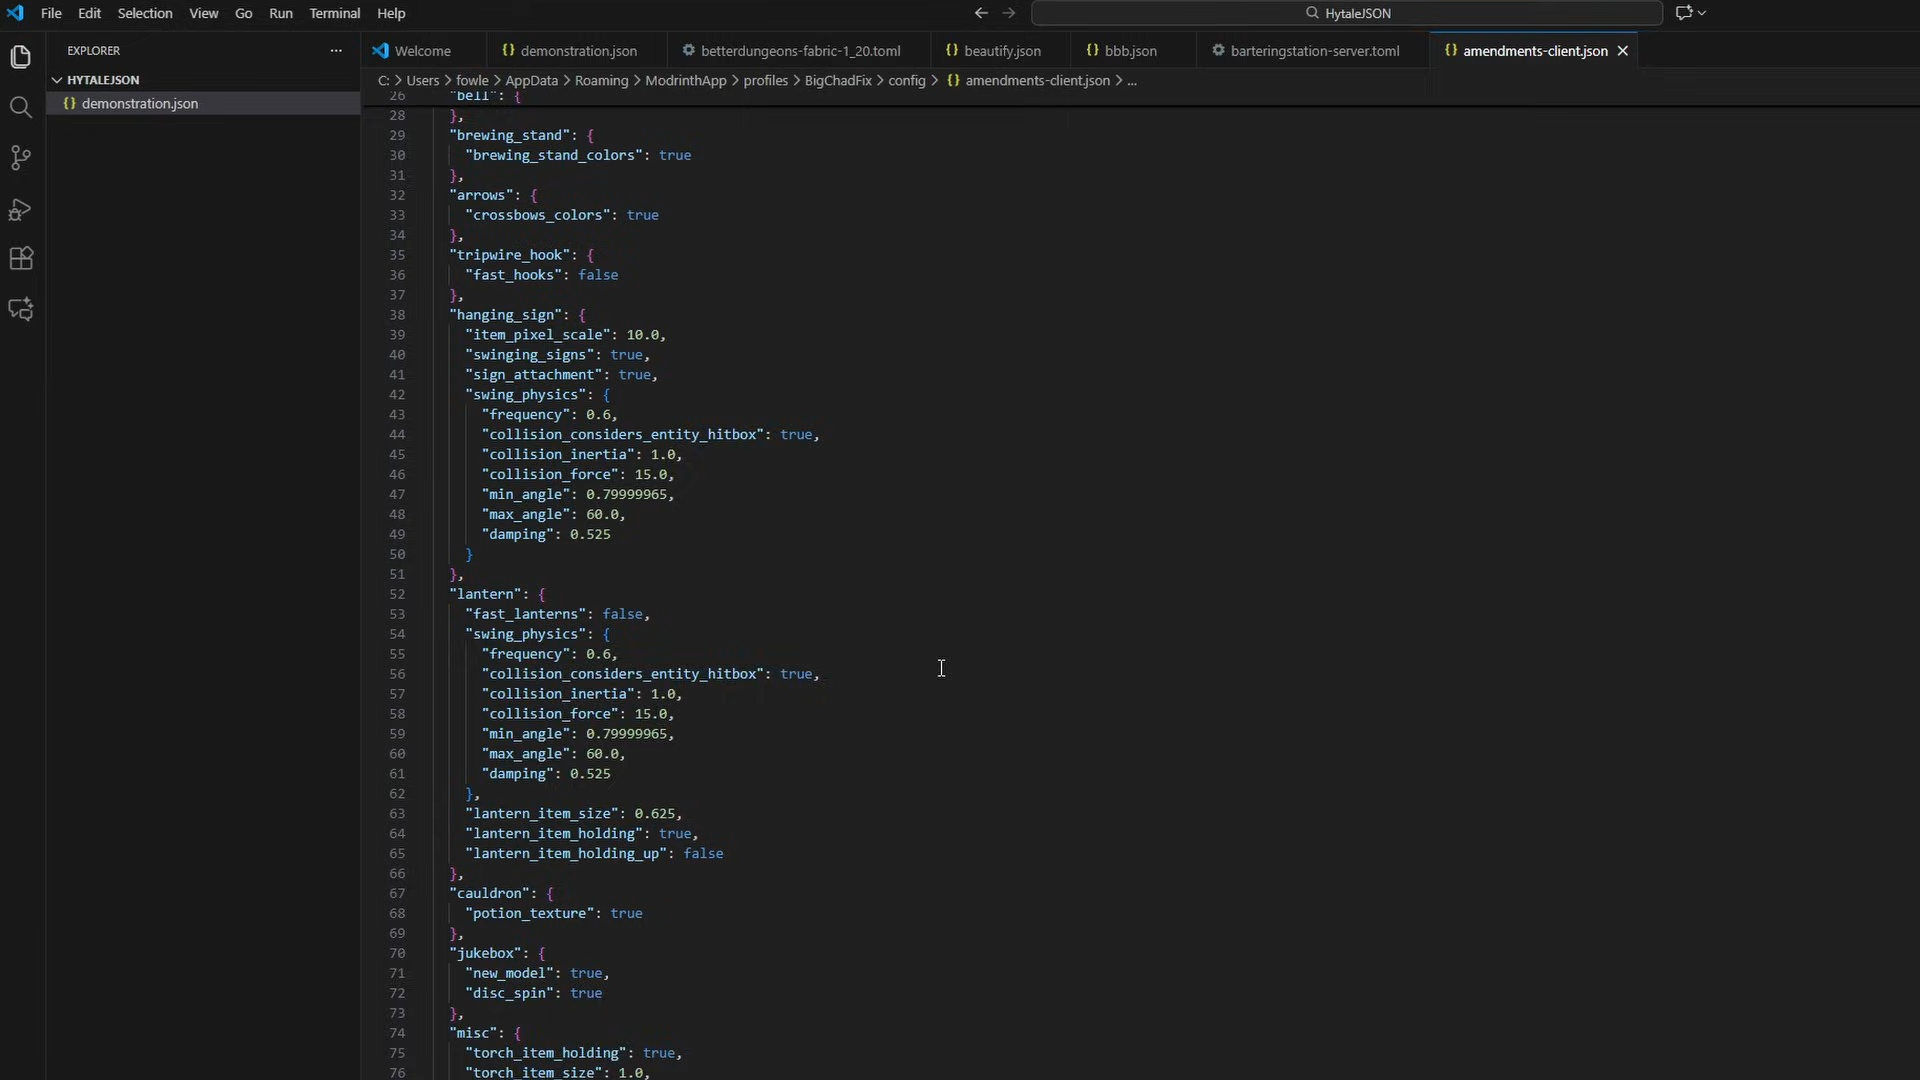 File Edit Selection View Go Run Terminal Help
HytaleJSON
EXPLORER
Welcome
{} demonstration.json
betterdungeons-fabric-1_20.toml
{} beautify.json
{} bbb.json
barteringstation-server.toml
{} amendments-client.json
HYTALEJSON
{} demonstration.json
C: > Users > fowle > AppData > Roaming > ModrinthApp > profiles > BigChadFix > config > {} amendments-client.json > ...
26 "bell": {
28 },
29 "brewing_stand": {
30 "brewing_stand_colors": true
31 },
32 "arrows": {
33 "crossbows_colors": true
34 },
35 "tripwire_hook": {
36 "fast_hooks": false
37 },
38 "hanging_sign": {
39 "item_pixel_scale": 10.0,
40 "swinging_signs": true,
41 "sign_attachment": true,
42 "swing_physics": {
43 "frequency": 0.6,
44 "collision_considers_entity_hitbox": true,
45 "collision_inertia": 1.0,
46 "collision_force": 15.0,
47 "min_angle": 0.79999965,
48 "max_angle": 60.0,
49 "damping": 0.525
50 }
51 },
52 "lantern": {
53 "fast_lanterns": false,
54 "swing_physics": {
55 "frequency": 0.6,
56 "collision_considers_entity_hitbox": true,
57 "collision_inertia": 1.0,
58 "collision_force": 15.0,
59 "min_angle": 0.79999965,
60 "max_angle": 60.0,
61 "damping": 0.525
62 },
63 "lantern_item_size": 0.625,
64 "lantern_item_holding": true,
65 "lantern_item_holding_up": false
66 },
67 "cauldron": {
68 "potion_texture": true
69 },
70 "jukebox": {
71 "new_model": true,
72 "disc_spin": true
73 },
74 "misc": {
75 "torch_item_holding": true,
76 "torch_item_size": 1.0,